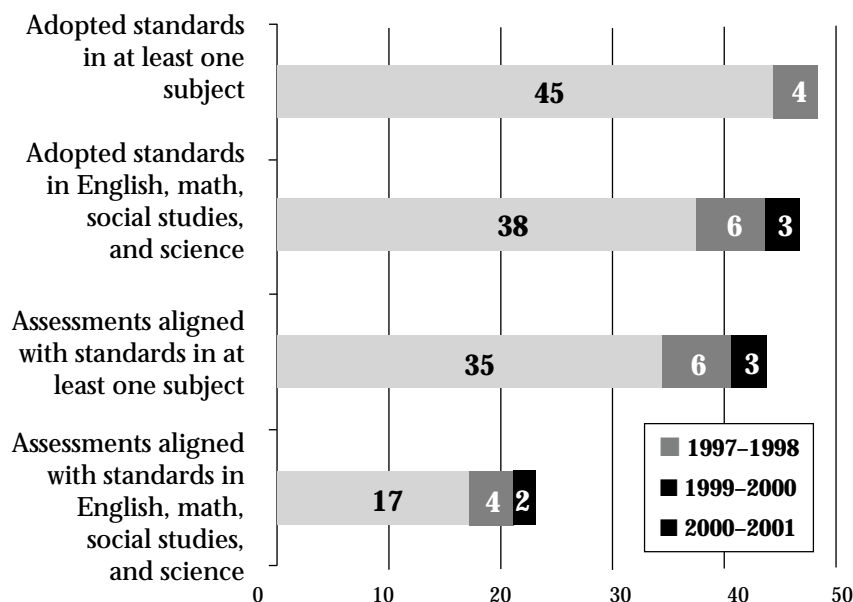 Adopted standards
in at least one
subject
45 4
Adopted standards
in English, math,
social studies,
and science
38 6 3
Assessments aligned
with standards in at
least one subject
35 6 3
Assessments aligned
with standards in
English, math,
social studies,
and science
17 4 2
1997–1998
1999–2000
2000–2001
0 10 20 30 40 50